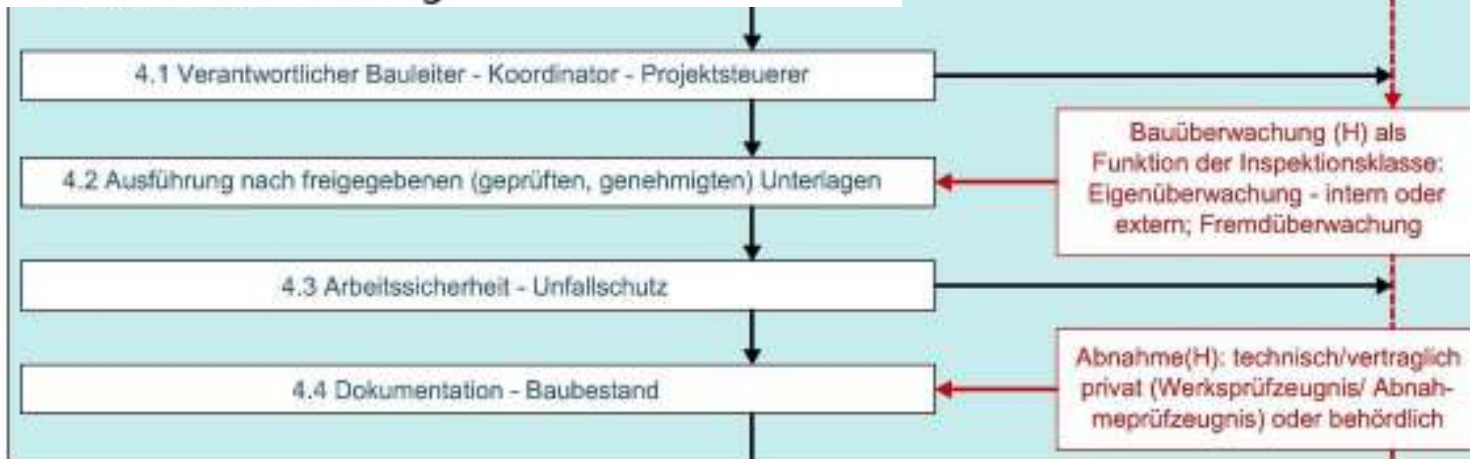 4.1 Verantwortlicher Bauleiter - Koordinator - Projektsteuerer
Bauüberwachung (H) als
Funktion der Inspektionsklasse:
Eigenüberwachung - intern oder
extern; Fremdüberwachung
4.2 Ausführung nach freigegebenen (geprüften, genehmigten) Unterlagen
4.3 Arbeitssicherheit - Unfallschutz
Abnahme(H): technisch/vertraglich
privat (Werksprüfzeugnis/ Abnah-
meprüfzeugnis) oder behördlich
4.4 Dokumentation - Baubestand